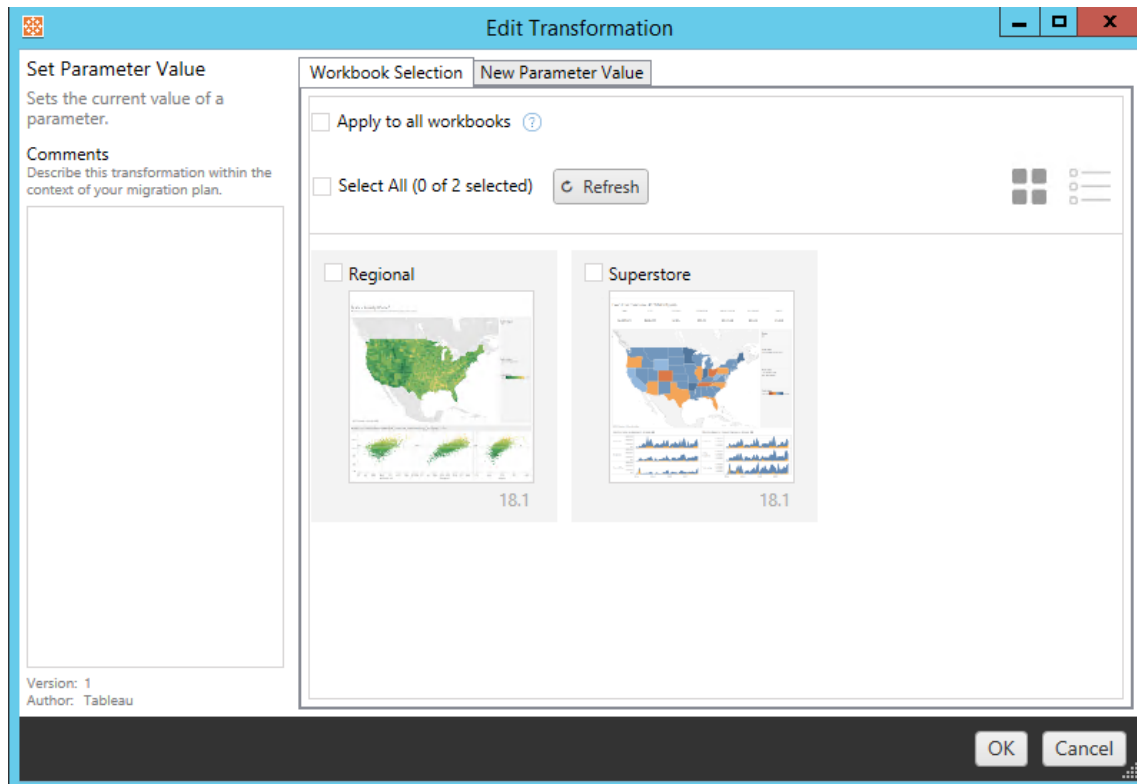 Edit Transformation
Set Parameter Value
Sets the current value of a
parameter.
Comments
Describe this transformation within the
context of your migration plan.
Version: 1
Author: Tableau
Workbook Selection
New Parameter Value
Apply to all workbooks ?
Select All (0 of 2 selected)
Refresh
Regional
18.1
Superstore
18.1
OK
Cancel